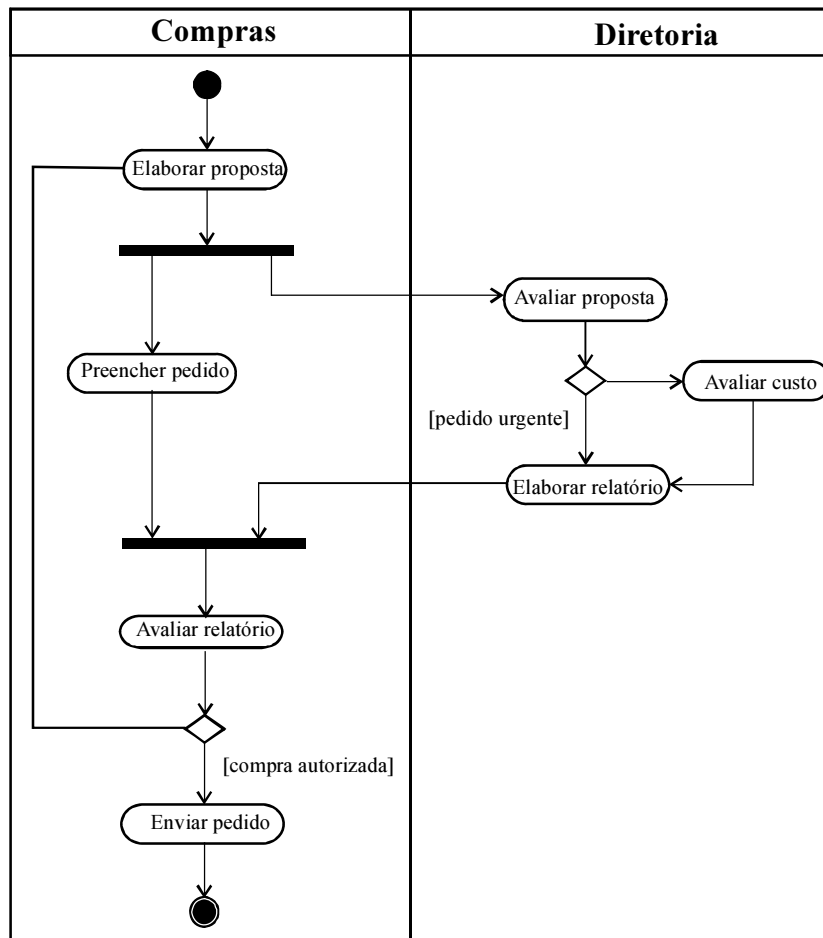 Compras
Diretoria
Elaborar proposta
Avaliar proposta
Preencher pedido
Avaliar custo
[pedido urgente]
Elaborar relatório
Avaliar relatório
[compra autorizada]
Enviar pedido